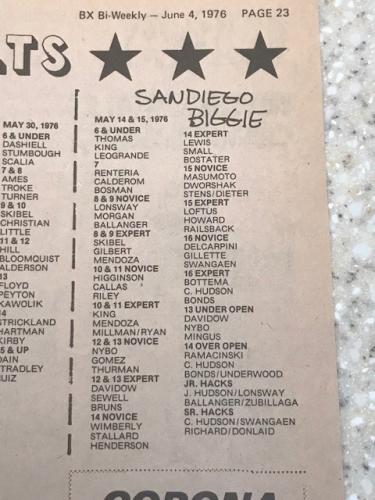 BX Bi-Weekly — June 4, 1976 PAGE 23
LTS ★ ★ ★
SANDIEGO
BIGGIE
MAY 30, 1976
6 & UNDER
DASHIELL
STUMBOUGH
SCALIA
7 & 8
AMES
TROKE
TURNER
9 & 10
SKIBEL
CHRISTIAN
LITTLE
11 & 12
HILL
BLOOMQUIST
ALDERSON
13
FLOYD
PEYTON
KAWOLIK
14
STRICKLAND
HARTMAN
KIRBY
5 & UP
DAIN
TRADLEY
UIZ
MAY 14 & 15, 1976
6 & UNDER
THOMAS
KING
LEOGRANDE
7
RENTERIA
CALDEROM
BOSMAN
8 & 9 NOVICE
LONSWAY
MORGAN
BALLANGER
8 & 9 EXPERT
SKIBEL
GILBERT
MENDOZA
10 & 11 NOVICE
HIGGINSON
CALLAS
RILEY
10 & 11 EXPERT
KING
MENDOZA
MILLMAN/RYAN
12 & 13 NOVICE
NYBO
GOMEZ
THURMAN
12 & 13 EXPERT
DAVIDOW
SEWELL
BRUNS
14 NOVICE
WIMBERLY
STALLARD
HENDERSON
14 EXPERT
LEWIS
SMALL
BOSTATER
15 NOVICE
MASUMOTO
DWORSHAK
STENS/DIETER
15 EXPERT
LOFTUS
HOWARD
RAILSBACK
16 NOVICE
DELCARPINI
GILLETTE
SWANGAEN
16 EXPERT
BOTTEMA
C. HUDSON
BONDS
13 UNDER OPEN
DAVIDOW
NYBO
MINGUS
14 OVER OPEN
RAMACINSKI
C. HUDSON
BONDS/UNDERWOOD
JR. HACKS
J. HUDSON/LONSWAY
BALLANGER/ZUBILLAGA
SR. HACKS
C. HUDSON/SWANGAEN
RICHARD/DONLAID
CORONA